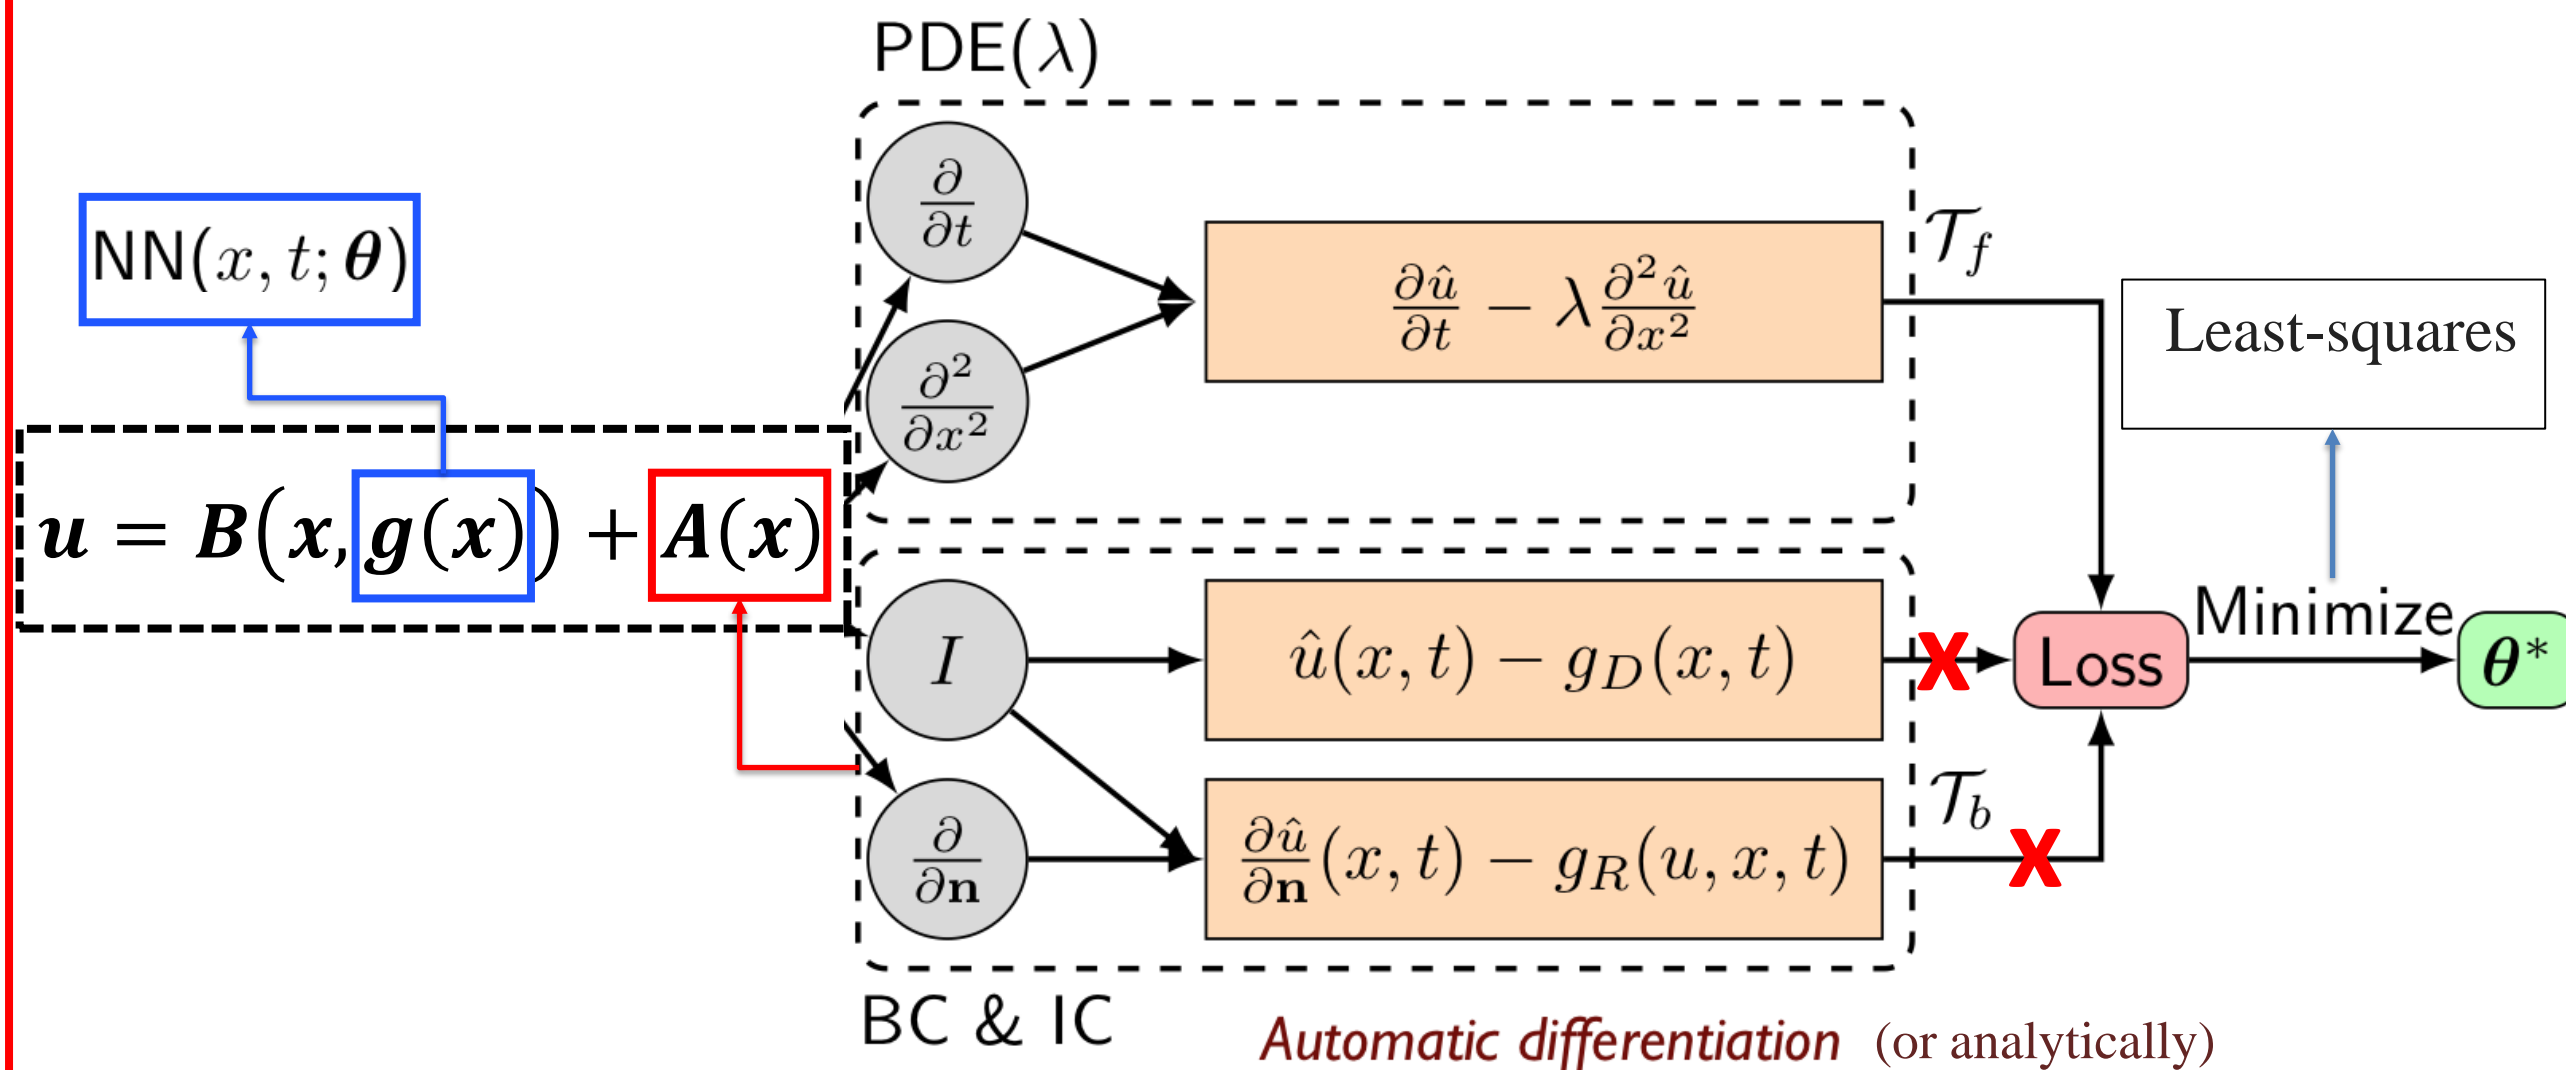 PDE(λ)
NN(x, t; θ)
∂/∂t
∂²/∂x²
∂û/∂t − λ ∂²û/∂x²
𝒯_f
Least-squares
u = B(x, g(x)) + A(x)
I
û(x, t) − g_D(x, t)
X
Loss
Minimize
θ*
∂/∂n
∂û/∂n (x, t) − g_R(u, x, t)
𝒯_b
X
BC & IC
Automatic differentiation (or analytically)